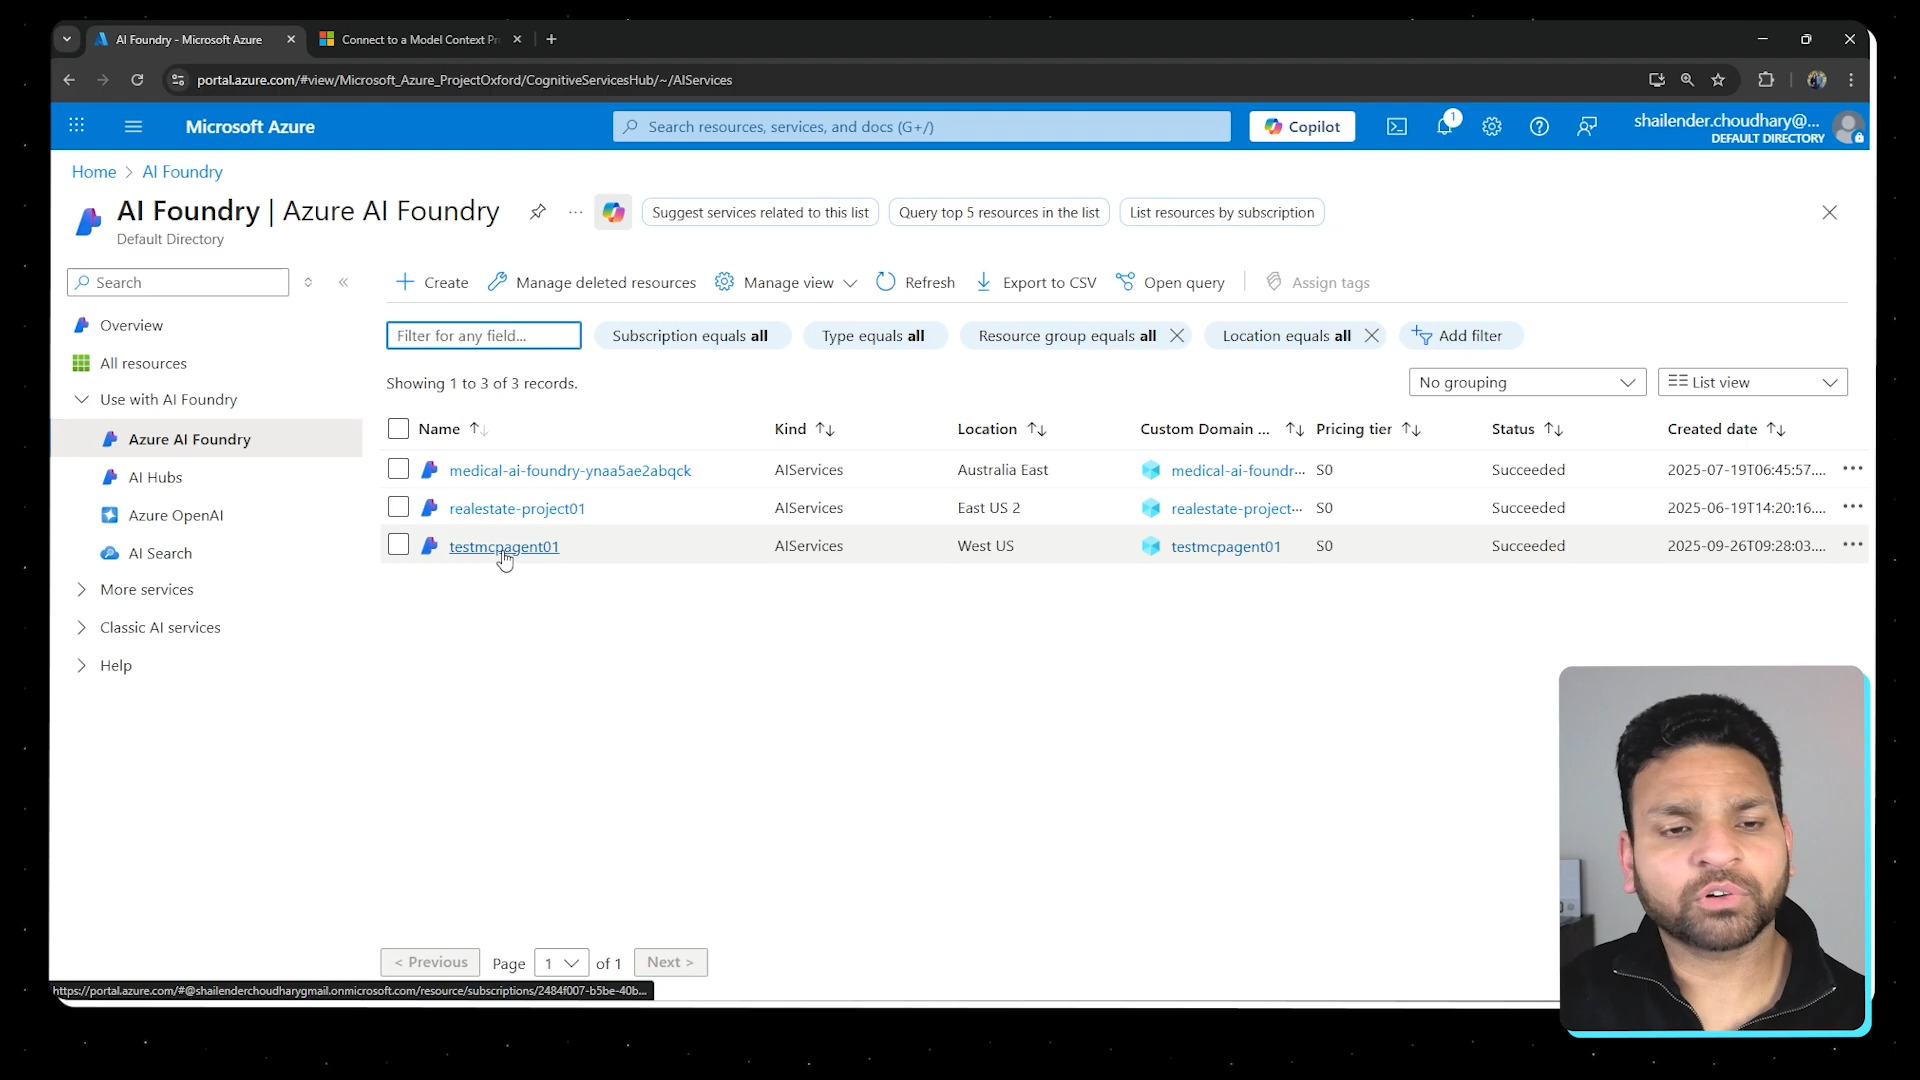 AI Foundry - Microsoft Azure
Connect to a Model Context Pr
portal.azure.com/#view/Microsoft_Azure_ProjectOxford/CognitiveServicesHub/~/AIServices
Microsoft Azure
Search resources, services, and docs (G+/)
Copilot
1
shailender.choudhary@...
DEFAULT DIRECTORY
Home > AI Foundry
AI Foundry | Azure AI Foundry
Default Directory
Suggest services related to this list
Query top 5 resources in the list
List resources by subscription
Search
Create
Manage deleted resources
Manage view
Refresh
Export to CSV
Open query
Assign tags
Overview
All resources
Use with AI Foundry
Azure AI Foundry
AI Hubs
Azure OpenAI
AI Search
More services
Classic AI services
Help
Filter for any field...
Subscription equals all
Type equals all
Resource group equals all
Location equals all
Add filter
Showing 1 to 3 of 3 records.
No grouping
List view
Name Kind Location Custom Domain ... Pricing tier Status Created date
medical-ai-foundry-ynaa5ae2abqck AIServices Australia East medical-ai-foundr... S0 Succeeded 2025-07-19T06:45:57....
realestate-project01 AIServices East US 2 realestate-project... S0 Succeeded 2025-06-19T14:20:16....
testmcpagent01 AIServices West US testmcpagent01 S0 Succeeded 2025-09-26T09:28:03....
< Previous Page 1 of 1 Next >
https://portal.azure.com/#@shailenderchoudharygmail.onmicrosoft.com/resource/subscriptions/2484f007-b5be-40b...